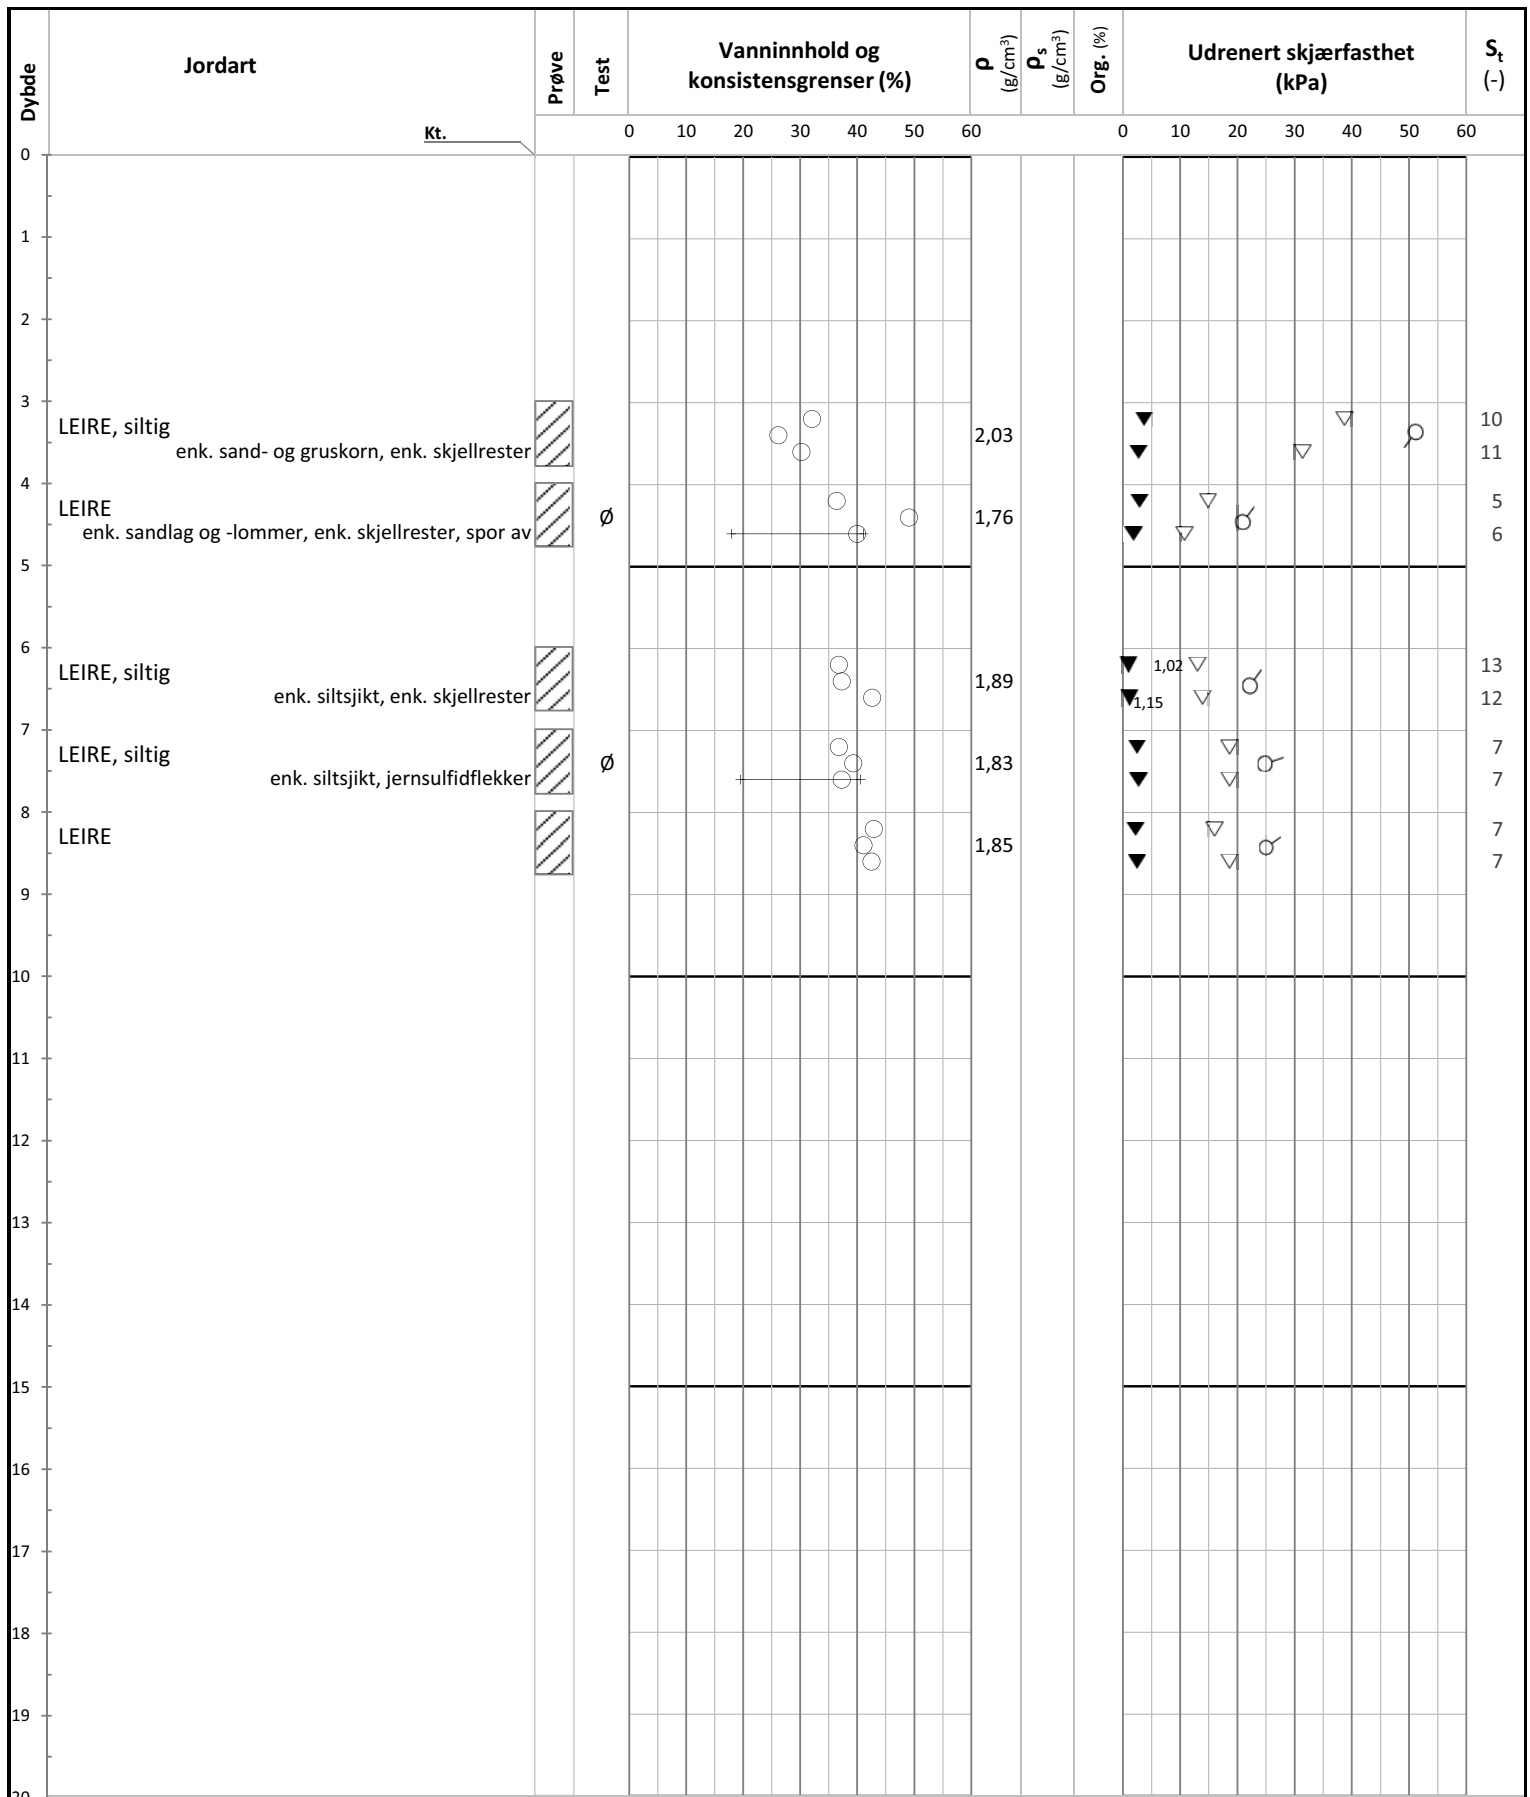 Dybde
Jordart
Kt.
Prøve
Test
Vanninnhold og
konsistensgrenser (%)
ρ
(g/cm³)
ρs
(g/cm³)
Org. (%)
Udrenert skjærfasthet
(kPa)
St
(-)
0 10 20 30 40 50 60
0 10 20 30 40 50 60
0
1
2
3
LEIRE, siltig
2,03
10
enk. sand- og gruskorn, enk. skjellrester
11
4
LEIRE
Ø
1,76
5
enk. sandlag og -lommer, enk. skjellrester, spor av
6
5
6
LEIRE, siltig
1,89
1,02
13
enk. siltsjikt, enk. skjellrester
1,15
12
7
LEIRE, siltig
Ø
1,83
7
enk. siltsjikt, jernsulfidflekker
7
8
LEIRE
1,85
7
7
9
10
11
12
13
14
15
16
17
18
19
20